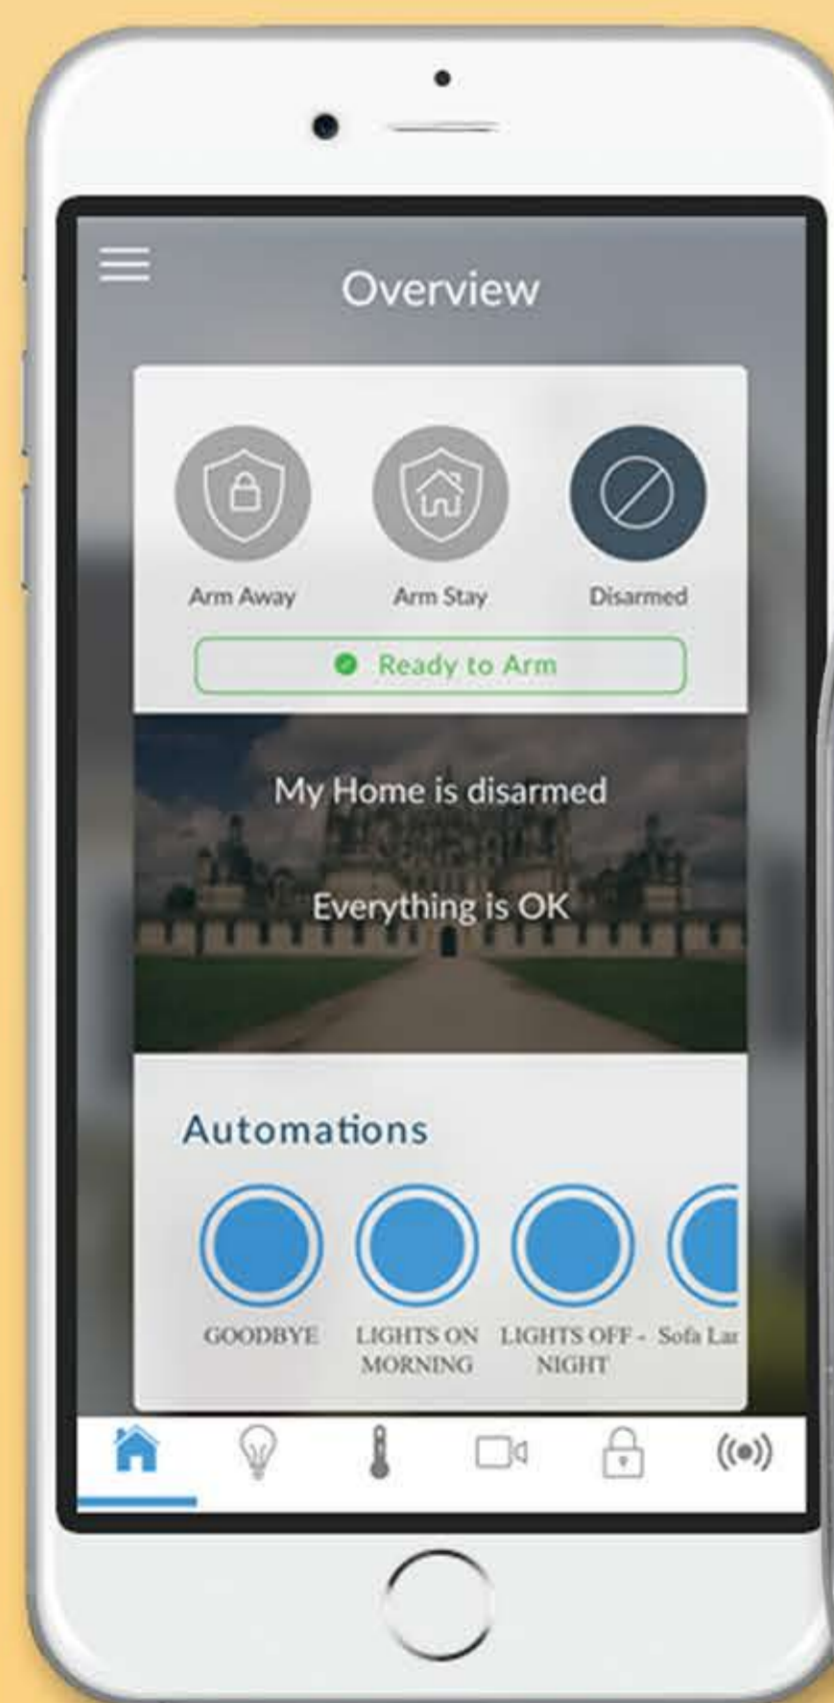 Overview
Arm Away Arm Stay Disarmed
Ready to Arm
My Home is disarmed
Everything is OK
Automations
GOODBYE LIGHTS ON MORNING LIGHTS OFF - NIGHT Sofa